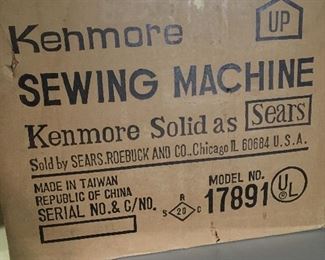 Kenmore
UP
SEWING MACHINE
Kenmore Solid as Sears
Sold by SEARS, ROEBUCK AND CO., Chicago IL 60684 U.S.A.
MADE IN TAIWAN
REPUBLIC OF CHINA
SERIAL NO. & C/NO.
R
S 20 C
MODEL NO.
17891
UL